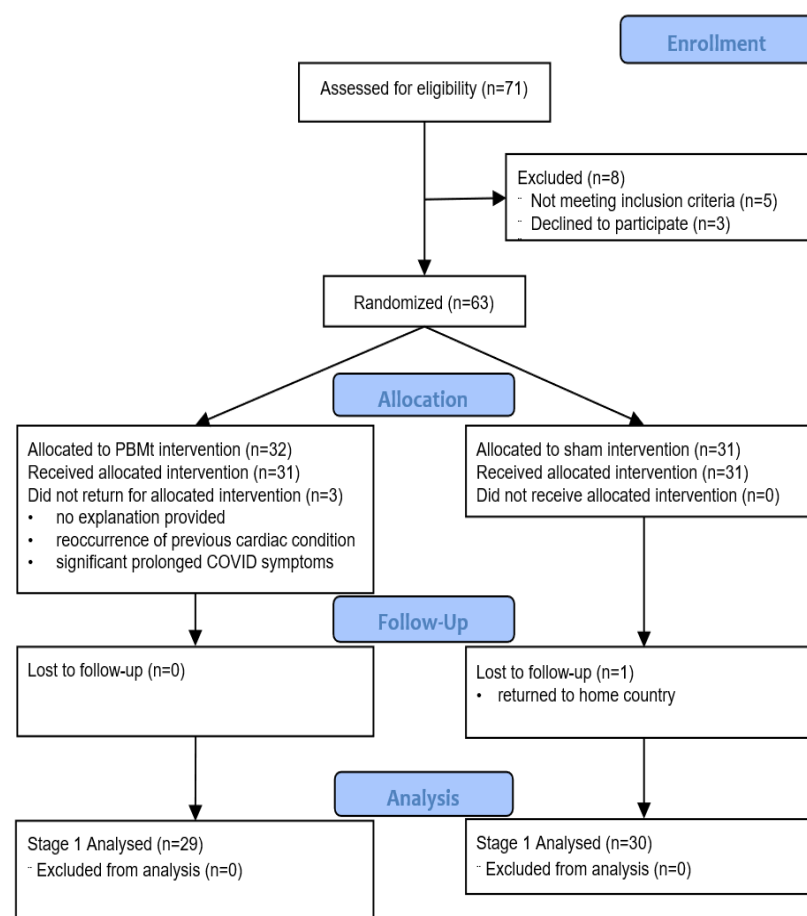 Enrollment
Assessed for eligibility (n=71)
Excluded (n=8)
¨ Not meeting inclusion criteria (n=5)
¨ Declined to participate (n=3)
Randomized (n=63)
Allocation
Allocated to PBMt intervention (n=32)
Received allocated intervention (n=31)
Did not return for allocated intervention (n=3)
• no explanation provided
• reoccurrence of previous cardiac condition
• significant prolonged COVID symptoms
Allocated to sham intervention (n=31)
Received allocated intervention (n=31)
Did not receive allocated intervention (n=0)
Follow-Up
Lost to follow-up (n=0)
Lost to follow-up (n=1)
• returned to home country
Analysis
Stage 1 Analysed (n=29)
¨ Excluded from analysis (n=0)
Stage 1 Analysed (n=30)
¨ Excluded from analysis (n=0)